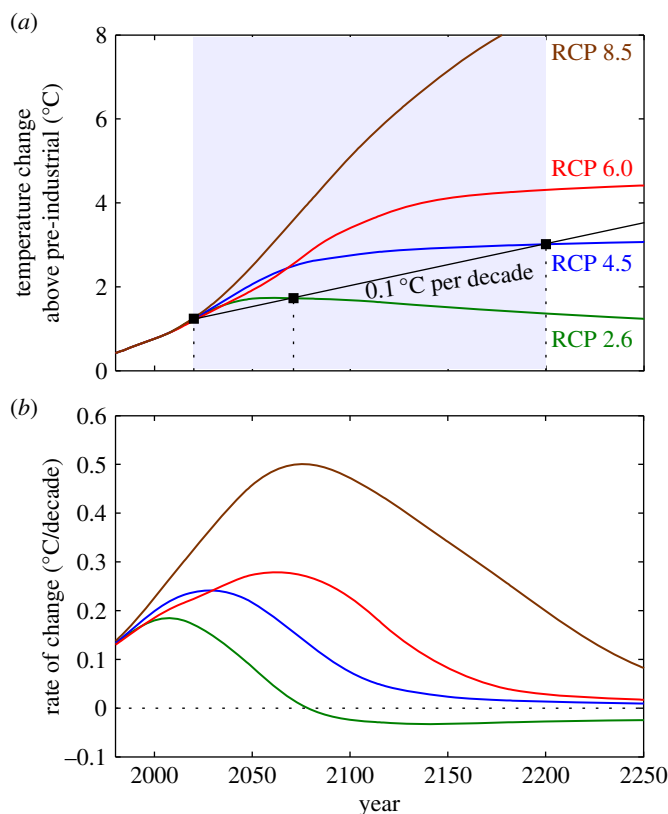 (a)
8
6
4
2
0
temperature change
above pre-industrial (°C)
RCP 8.5
RCP 6.0
RCP 4.5
RCP 2.6
0.1 °C per decade
(b)
0.6
0.5
0.4
0.3
0.2
0.1
0
–0.1
rate of change (°C/decade)
2000 2050 2100 2150 2200 2250
year